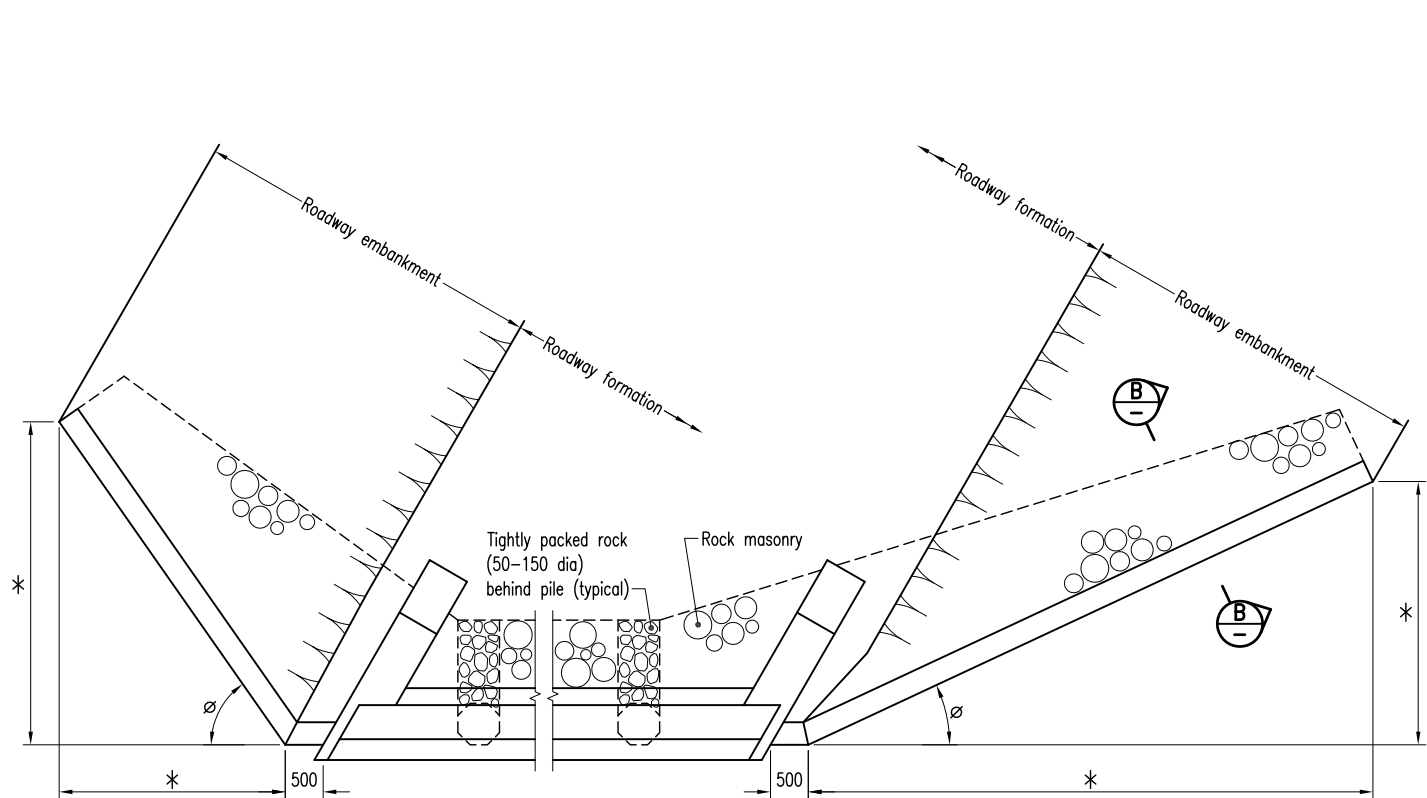 Roadway embankment
Roadway formation
Roadway formation
Roadway embankment
B
–
Tightly packed rock
(50–150 dia)
behind pile (typical)
Rock masonry
B
–
*
*
ø
ø
*
500
500
*